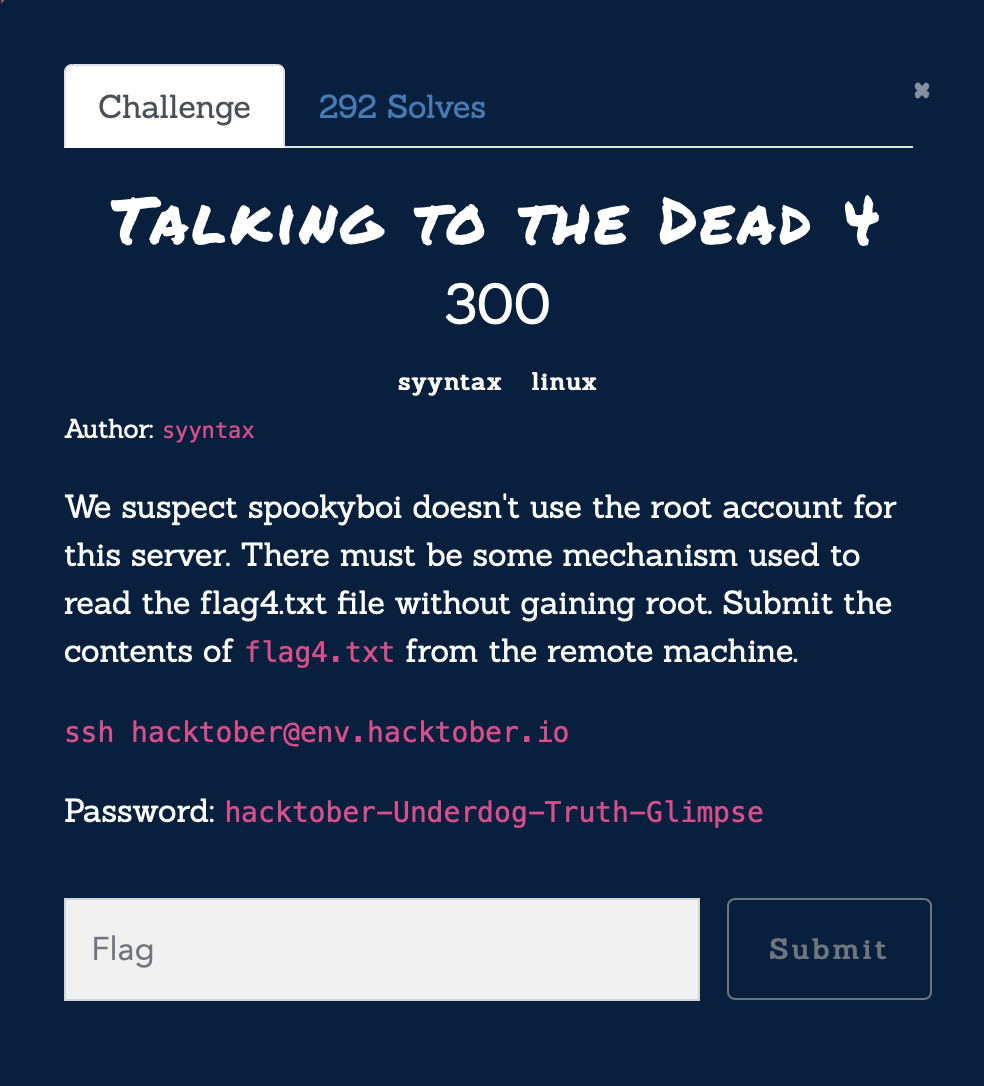 Challenge
292 Solves
✖
Talking to the Dead 4
300
syyntax linux
Author: syyntax
We suspect spookyboi doesn't use the root account for
this server. There must be some mechanism used to
read the flag4.txt file without gaining root. Submit the
contents of flag4.txt from the remote machine.
ssh hacktober@env.hacktober.io
Password: hacktober-Underdog-Truth-Glimpse
Flag
Submit